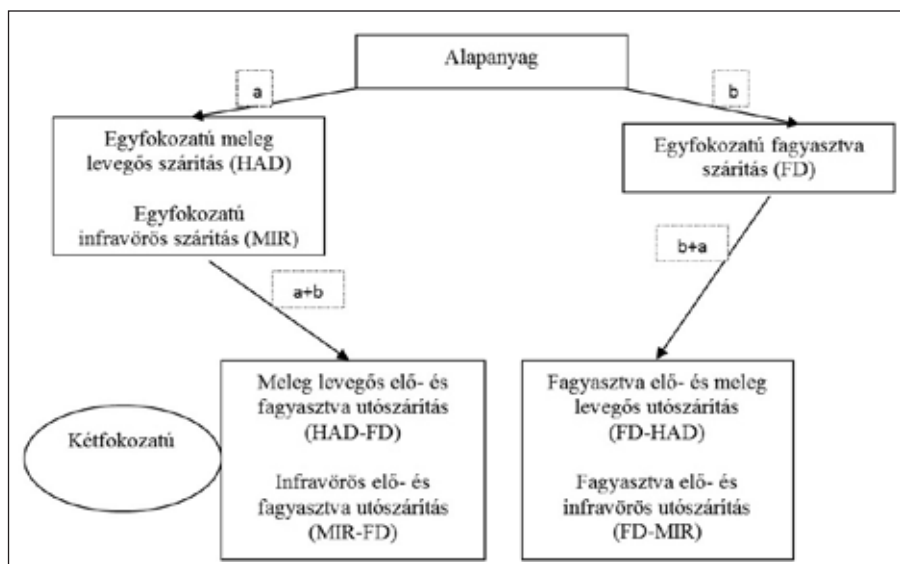 Alapanyag
a
b
Egyfokozatú meleg
levegős szárítás (HAD)
Egyfokozatú
infravörös szárítás (MIR)
Egyfokozatú fagyasztva
szárítás (FD)
a+b
b+a
Kétfokozatú
Meleg levegős elő- és
fagyasztva utószárítás
(HAD-FD)
Infravörös elő- és
fagyasztva utószárítás
(MIR-FD)
Fagyasztva elő- és meleg
levegős utószárítás
(FD-HAD)
Fagyasztva elő- és
infravörös utószárítás
(FD-MIR)